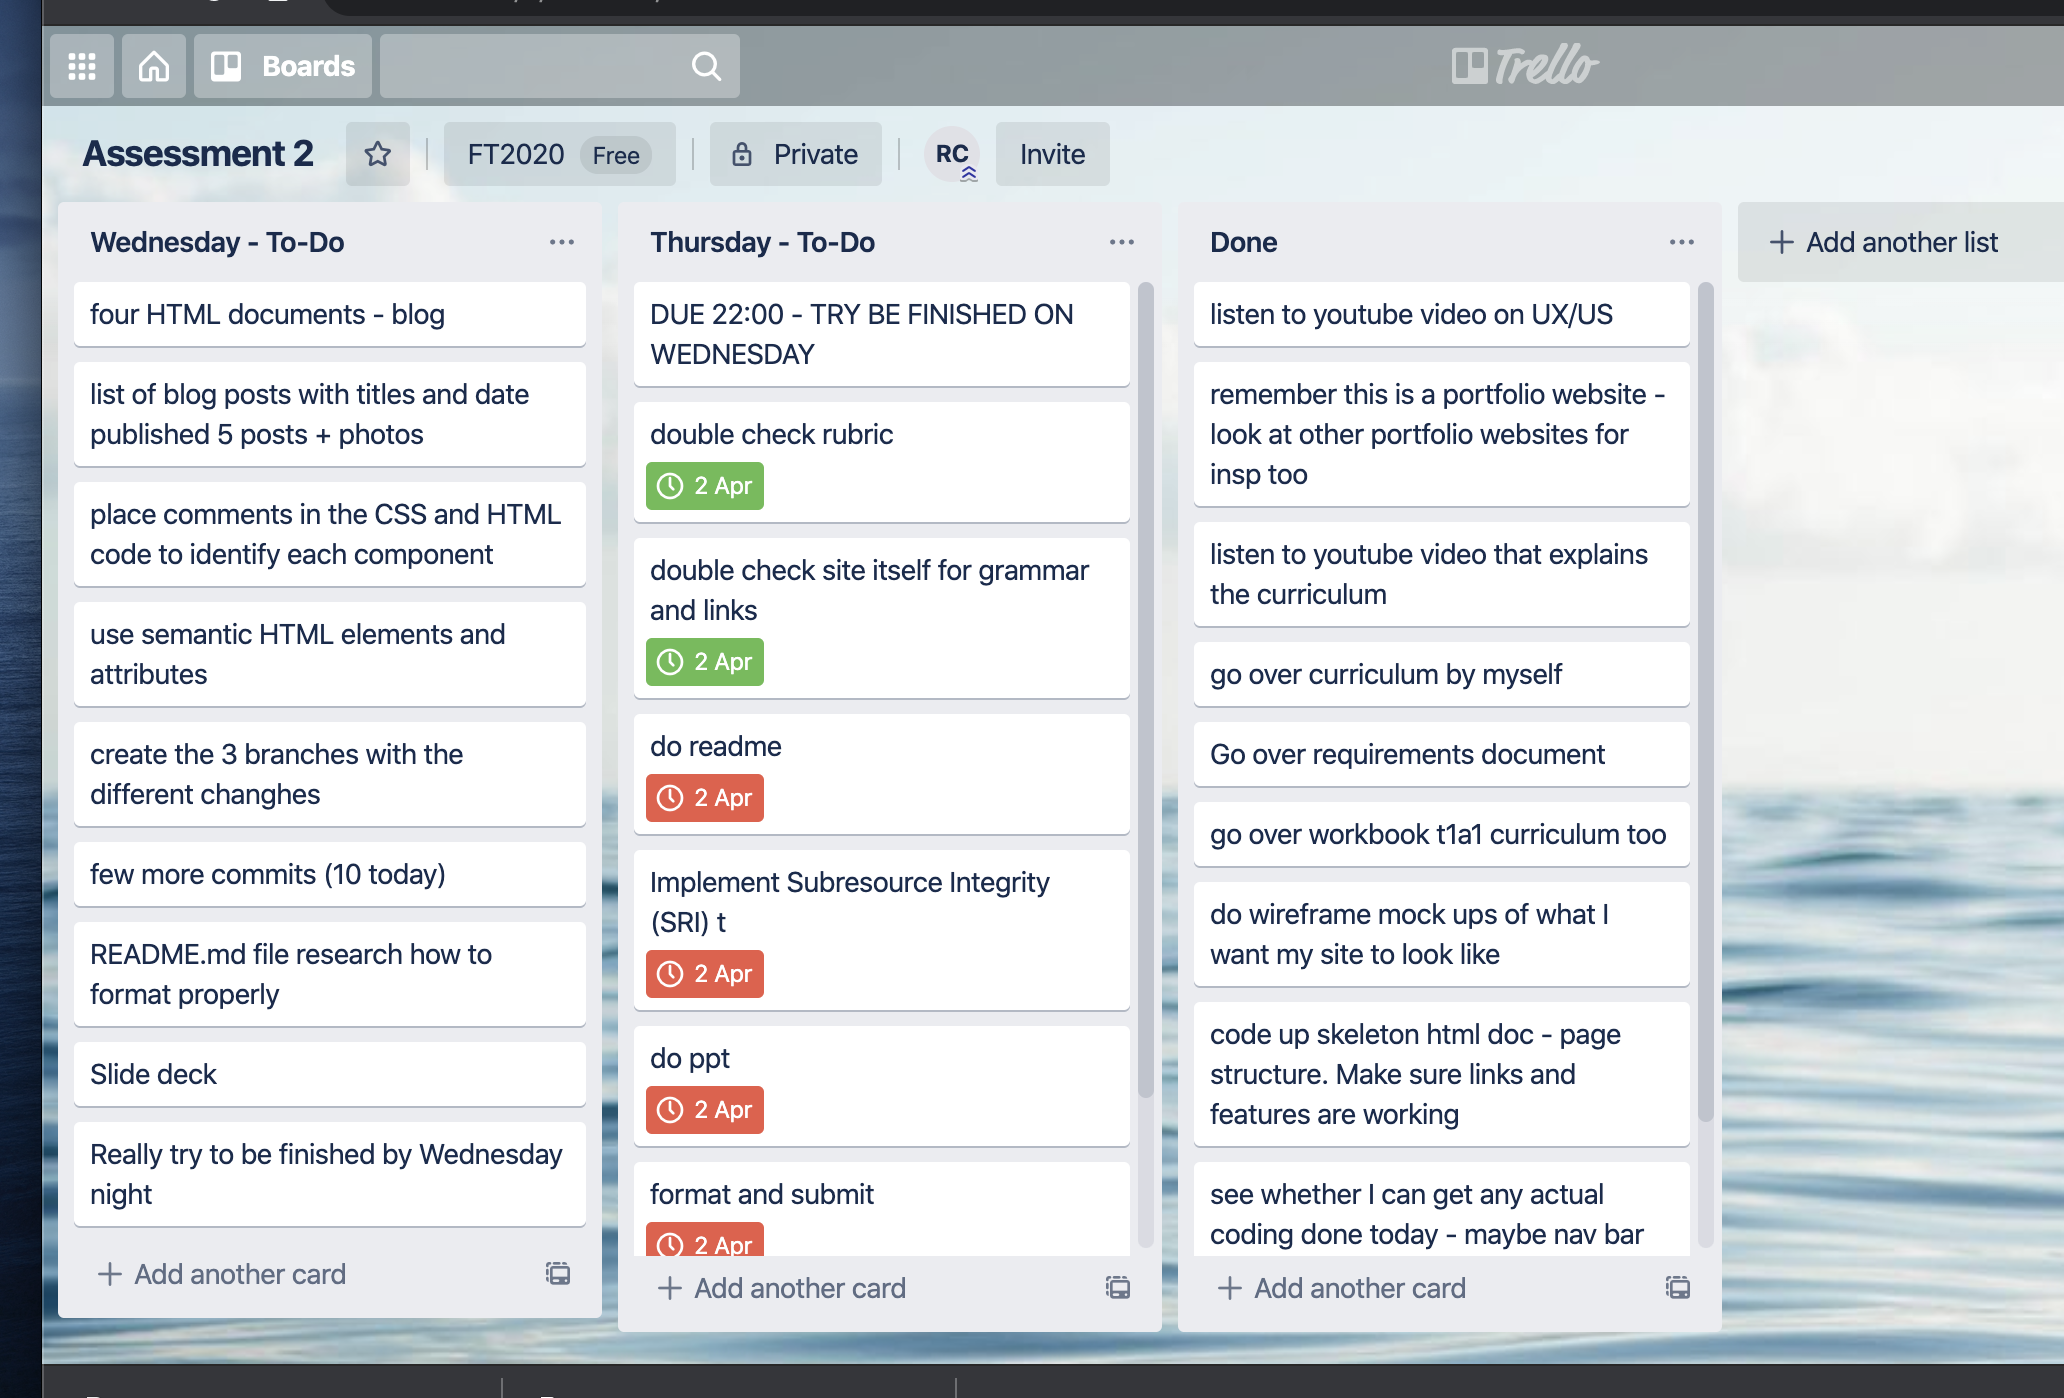 Boards
Trello
Assessment 2
FT2020 Free
Private
RC
Invite
Wednesday - To-Do
four HTML documents - blog
list of blog posts with titles and date
published 5 posts + photos
place comments in the CSS and HTML
code to identify each component
use semantic HTML elements and
attributes
create the 3 branches with the
different changhes
few more commits (10 today)
README.md file research how to
format properly
Slide deck
Really try to be finished by Wednesday
night
+ Add another card
Thursday - To-Do
DUE 22:00 - TRY BE FINISHED ON
WEDNESDAY
double check rubric
2 Apr
double check site itself for grammar
and links
2 Apr
do readme
2 Apr
Implement Subresource Integrity
(SRI) t
2 Apr
do ppt
2 Apr
format and submit
2 Apr
+ Add another card
Done
listen to youtube video on UX/US
remember this is a portfolio website -
look at other portfolio websites for
insp too
listen to youtube video that explains
the curriculum
go over curriculum by myself
Go over requirements document
go over workbook t1a1 curriculum too
do wireframe mock ups of what I
want my site to look like
code up skeleton html doc - page
structure. Make sure links and
features are working
see whether I can get any actual
coding done today - maybe nav bar
+ Add another card
+ Add another list